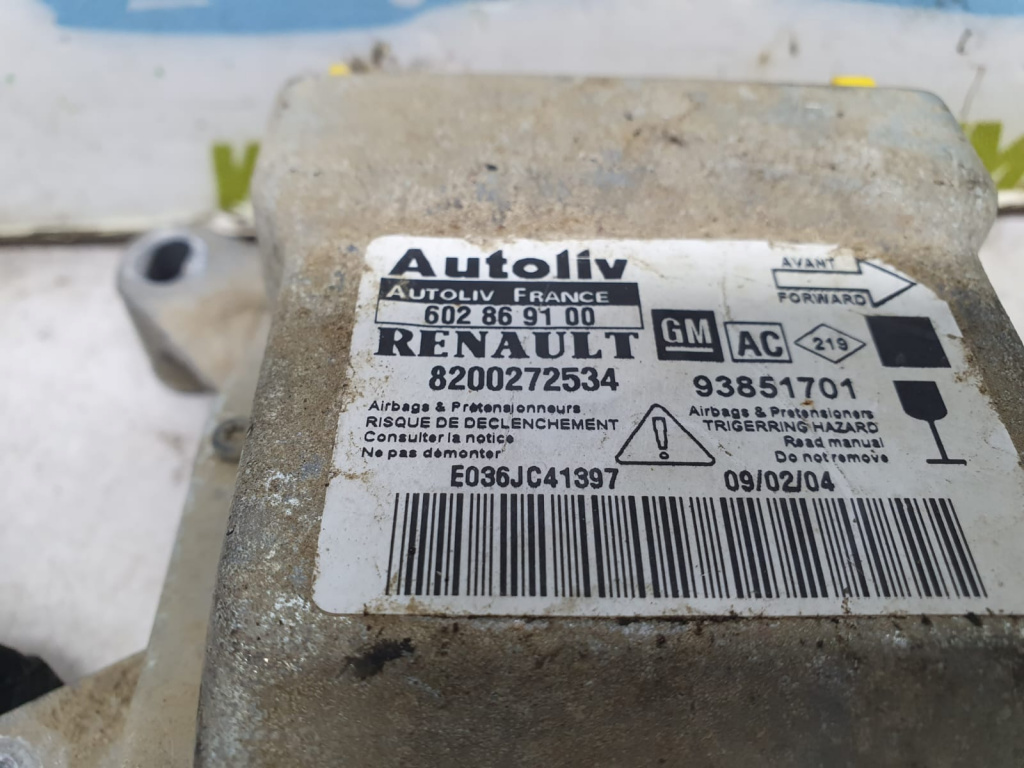 Autoliv
AUTOLIV FRANCE
602 86 91 00
RENAULT
8200272534
GM
AC
219
93851701
AVANT
FORWARD
Airbags & Pretensionneurs
RISQUE DE DECLENCHEMENT
Consulter la notice
Ne pas démonter
!
Airbags & Pretensioners
TRIGERRING HAZARD
Read manual
Do not remove
E036JC41397
09/02/04